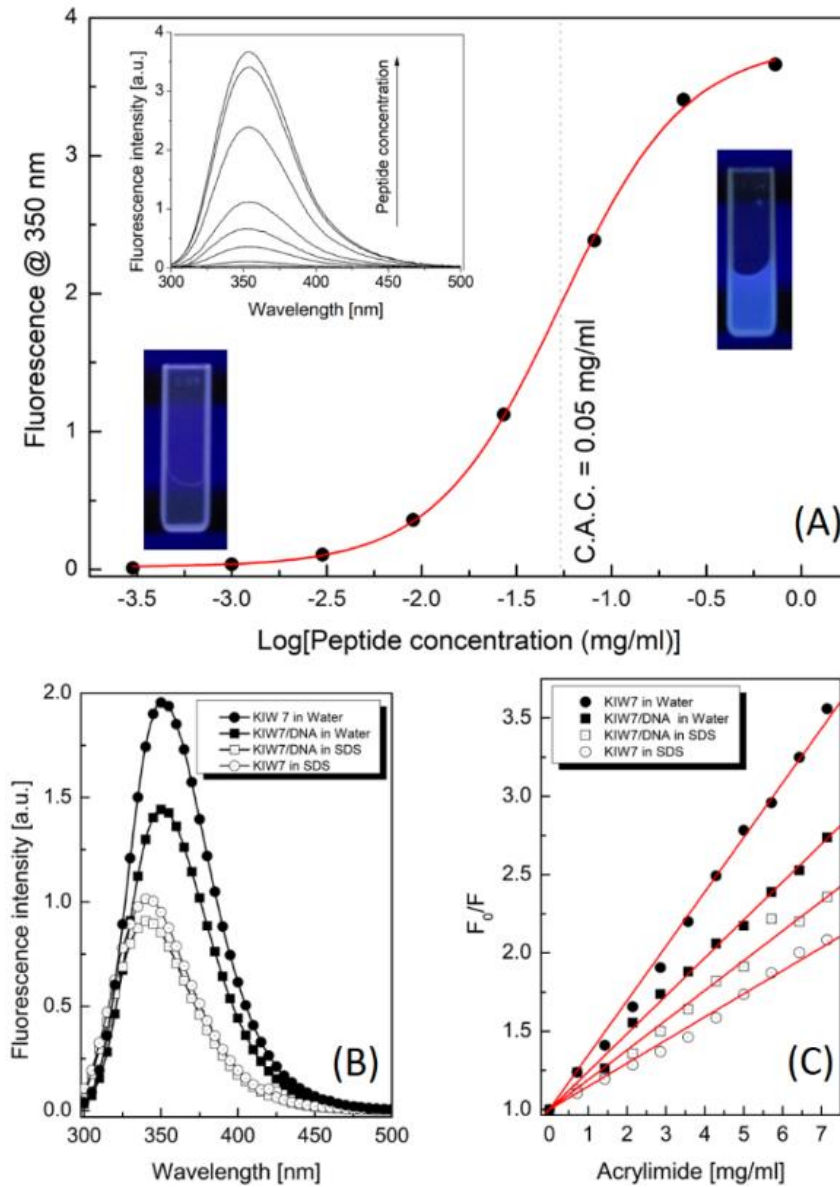 4
3
2
1
0
Fluorescence @ 350 nm
-3.5 -3.0 -2.5 -2.0 -1.5 -1.0 -0.5 0.0
Log[Peptide concentration (mg/ml)]
4
3
2
1
0
Fluorescence intensity [a.u.]
300 350 400 450 500
Wavelength [nm]
Peptide concentration
C.A.C. = 0.05 mg/ml
(A)
2.0
1.5
1.0
0.5
0.0
Fluorescence intensity [a.u.]
KIW 7 in Water
KIW7/DNA in Water
KIW7/DNA in SDS
KIW7 in SDS
(B)
300 350 400 450 500
Wavelength [nm]
3.5
3.0
2.5
2.0
1.5
1.0
F0/F
KIW7 in Water
KIW7/DNA in Water
KIW7/DNA in SDS
KIW7 in SDS
(C)
0 1 2 3 4 5 6 7
Acrylimide [mg/ml]